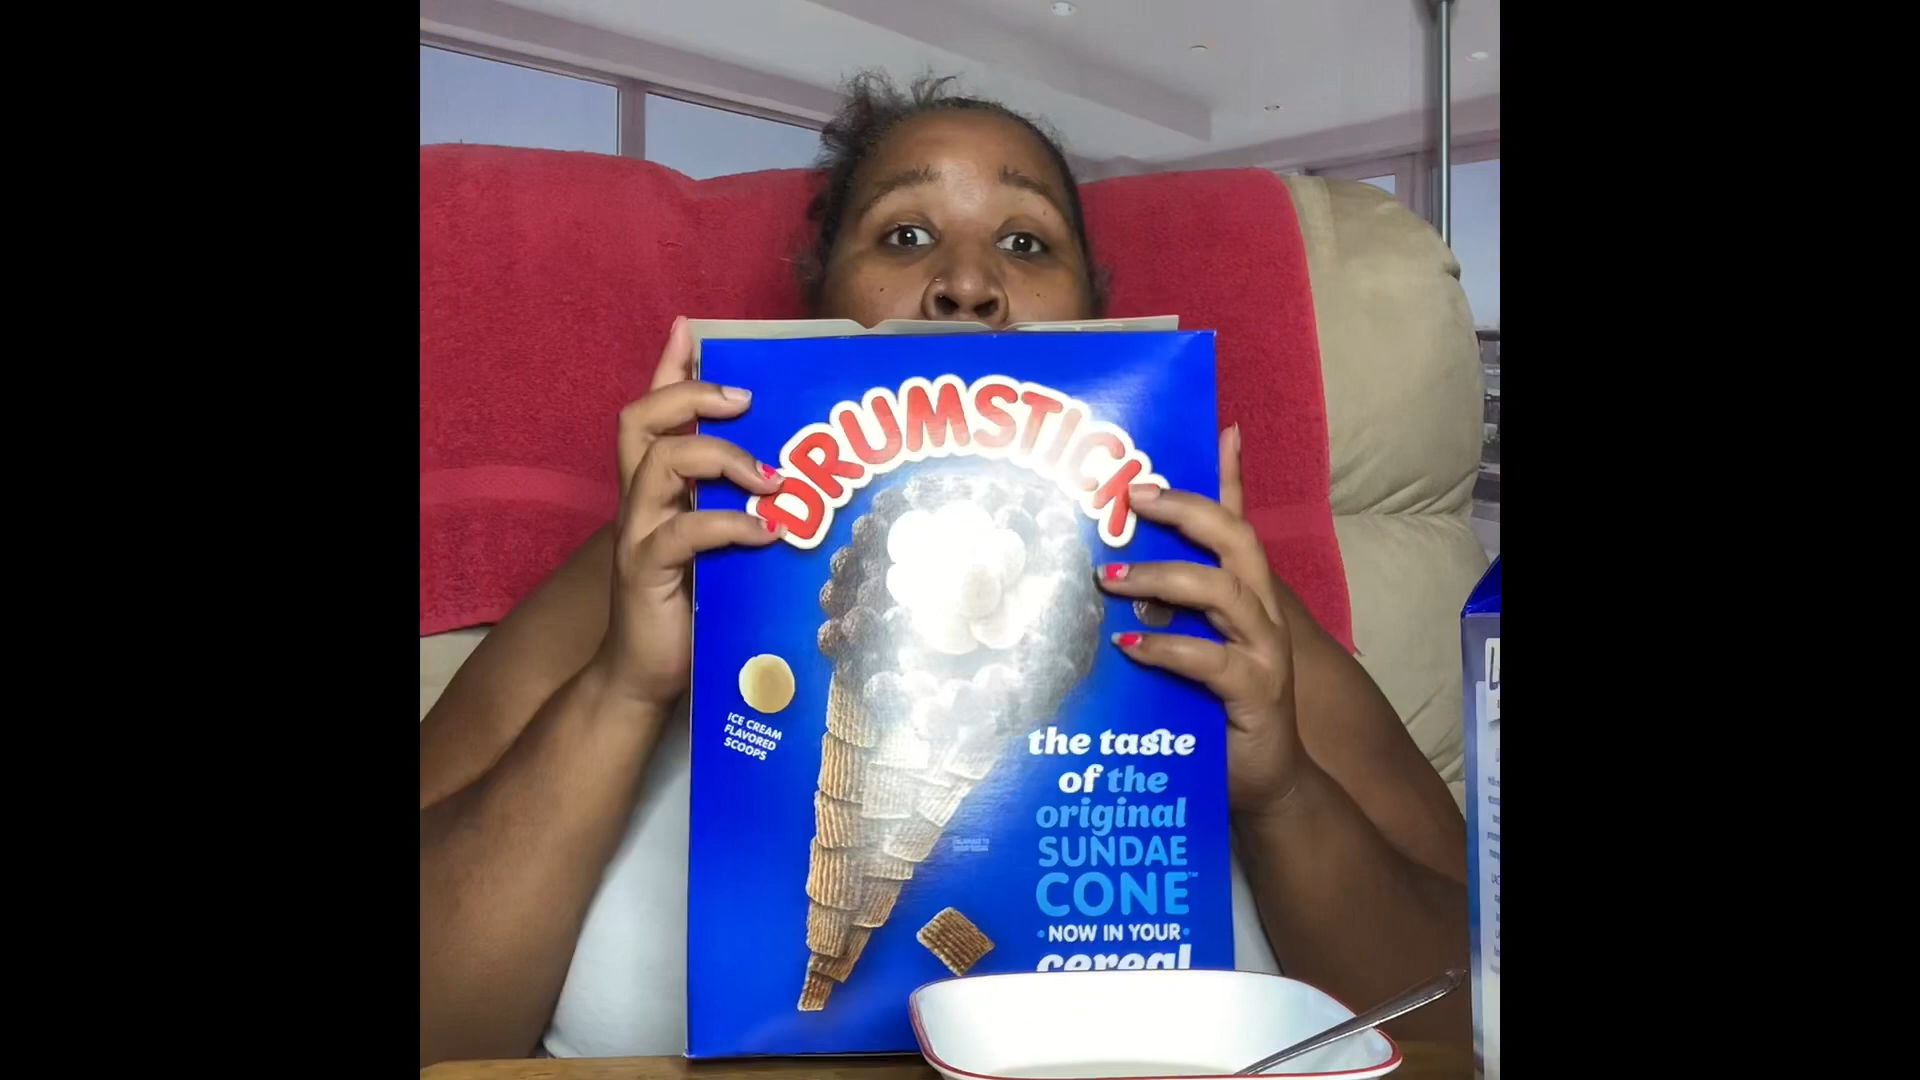 DRUMSTICK
ICE CREAM
FLAVORED
SCOOPS
the taste
of the
original
SUNDAE
CONE™
• NOW IN YOUR •
cereal